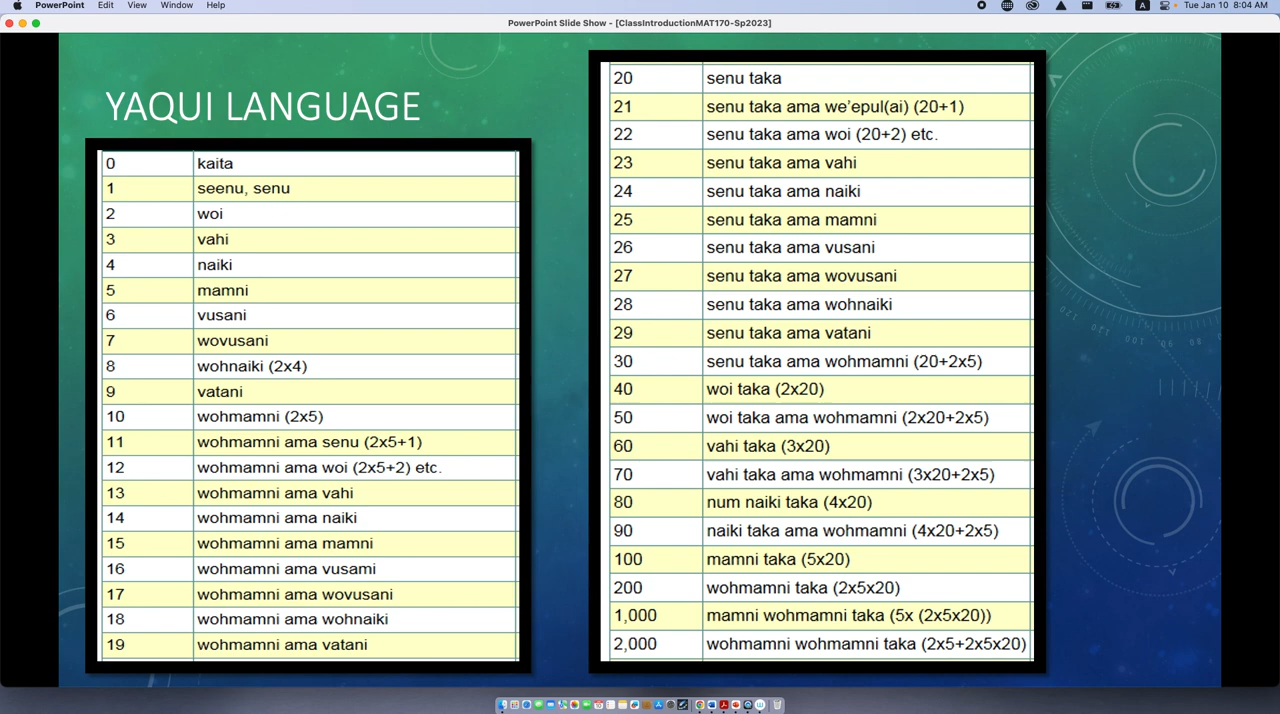 PowerPoint Edit View Window Help
Tue Jan 10 8:04 AM
PowerPoint Slide Show - [ClassIntroductionMAT170-Sp2023]
YAQUI LANGUAGE
0 kaita
1 seenu, senu
2 woi
3 vahi
4 naiki
5 mamni
6 vusani
7 wovusani
8 wohnaiki (2x4)
9 vatani
10 wohmamni (2x5)
11 wohmamni ama senu (2x5+1)
12 wohmamni ama woi (2x5+2) etc.
13 wohmamni ama vahi
14 wohmamni ama naiki
15 wohmamni ama mamni
16 wohmamni ama vusami
17 wohmamni ama wovusani
18 wohmamni ama wohnaiki
19 wohmamni ama vatani
20 senu taka
21 senu taka ama we’epul(ai) (20+1)
22 senu taka ama woi (20+2) etc.
23 senu taka ama vahi
24 senu taka ama naiki
25 senu taka ama mamni
26 senu taka ama vusani
27 senu taka ama wovusani
28 senu taka ama wohnaiki
29 senu taka ama vatani
30 senu taka ama wohmamni (20+2x5)
40 woi taka (2x20)
50 woi taka ama wohmamni (2x20+2x5)
60 vahi taka (3x20)
70 vahi taka ama wohmamni (3x20+2x5)
80 num naiki taka (4x20)
90 naiki taka ama wohmamni (4x20+2x5)
100 mamni taka (5x20)
200 wohmamni taka (2x5x20)
1,000 mamni wohmamni taka (5x (2x5x20))
2,000 wohmamni wohmamni taka (2x5+2x5x20)